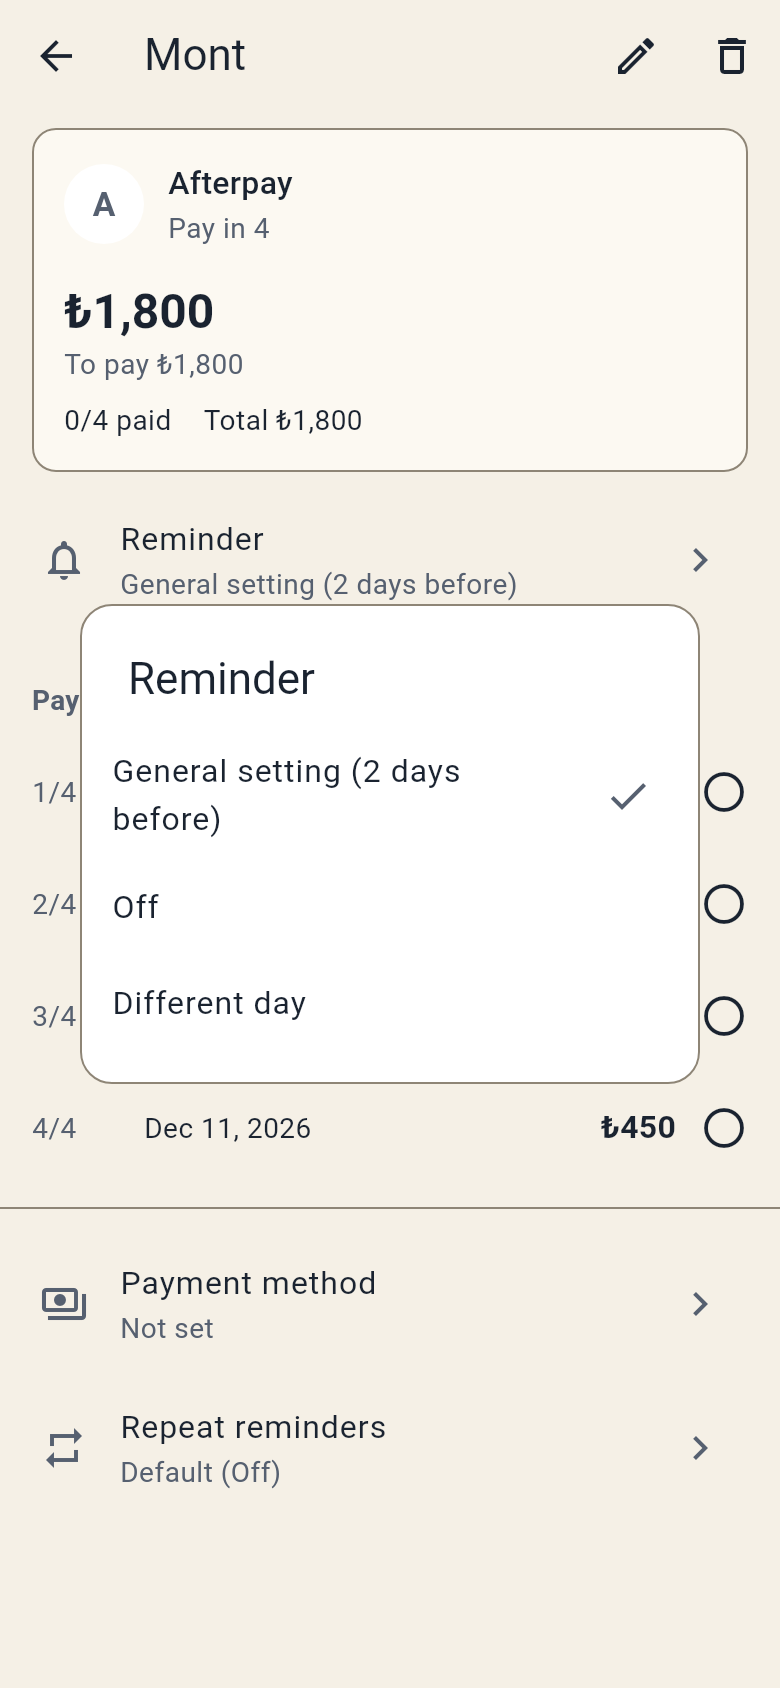 Mont
A
Afterpay
Pay in 4
₺1,800
To pay ₺1,800
0/4 paid Total ₺1,800
Reminder
General setting (2 days before)
Reminder
General setting (2 days
before)
Off
Different day
Pay
1/4
2/4
3/4
4/4 Dec 11, 2026 ₺450
Payment method
Not set
Repeat reminders
Default (Off)